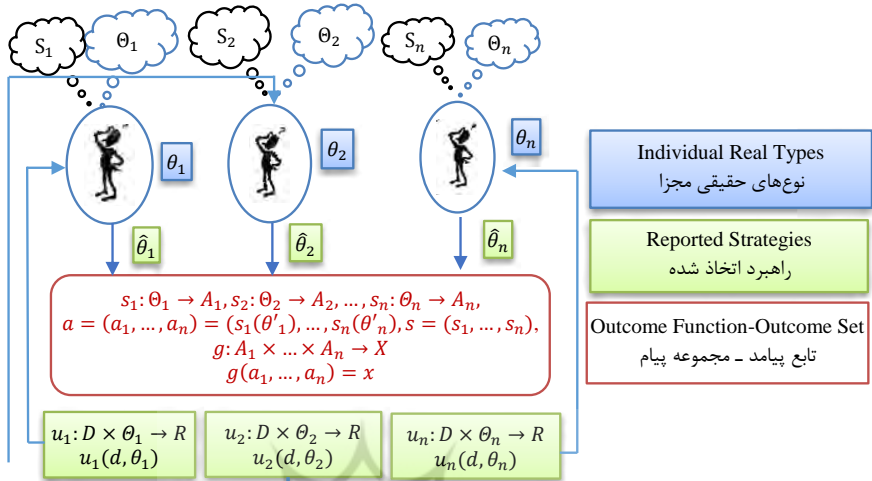 S₁ Θ₁ S₂ Θ₂ Sₙ Θₙ
θ₁ θ₂ θₙ
θ̂₁ θ̂₂ θ̂ₙ
Individual Real Types
نوع‌های حقیقی مجزا
Reported Strategies
راهبرد اتخاذ شده
Outcome Function-Outcome Set
تابع پیامد – مجموعه پیام
s₁: Θ₁ → A₁, s₂: Θ₂ → A₂, … , sₙ: Θₙ → Aₙ,
a = (a₁, … , aₙ) = (s₁(θ'₁), … , sₙ(θ'ₙ), s = (s₁, … , sₙ),
g: A₁ × … × Aₙ → X
g(a₁, … , aₙ) = x
u₁: D × Θ₁ → R
u₁(d, θ₁)
u₂: D × Θ₂ → R
u₂(d, θ₂)
uₙ: D × Θₙ → R
uₙ(d, θₙ)